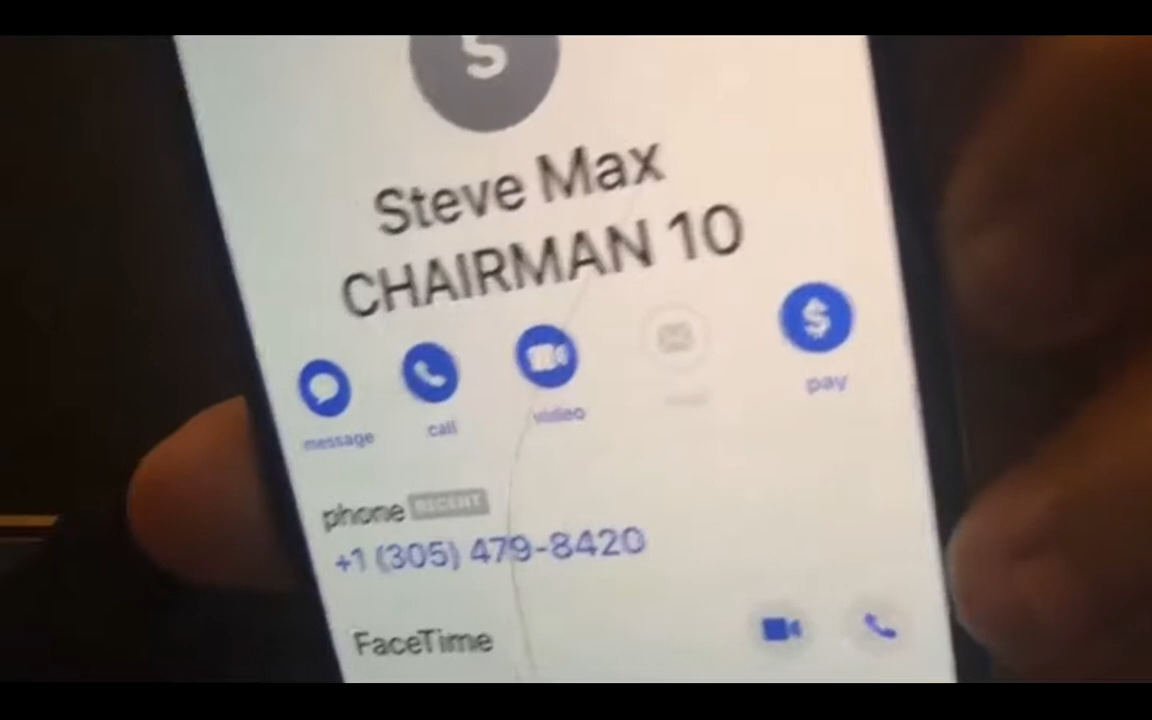 S
Steve Max
CHAIRMAN 10
message
call
video
pay
phone RECENT
+1 (305) 479-8420
FaceTime